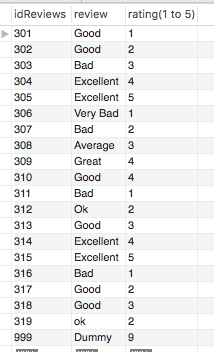 idReviews review rating(1 to 5)
301 Good 1
302 Good 2
303 Bad 3
304 Excellent 4
305 Excellent 5
306 Very Bad 1
307 Bad 2
308 Average 3
309 Great 4
310 Good 4
311 Bad 1
312 Ok 2
313 Good 3
314 Excellent 4
315 Excellent 5
316 Bad 1
317 Good 2
318 Good 3
319 ok 2
999 Dummy 9